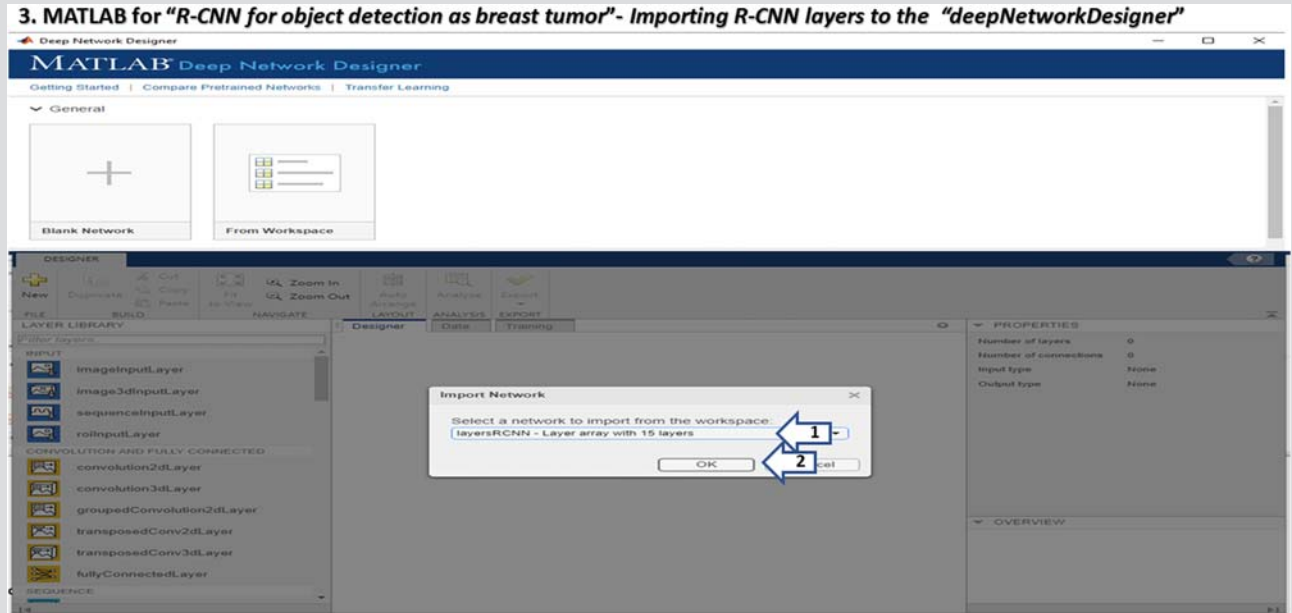 3. MATLAB for “R-CNN for object detection as breast tumor”- Importing R-CNN layers to the “deepNetworkDesigner”
Deep Network Designer
MATLAB Deep Network Designer
Getting Started | Compare Pretrained Networks | Transfer Learning
General
Blank Network
From Workspace
DESIGNER
New
Duplicate
Cut
Copy
Paste
Fit to View
Zoom In
Zoom Out
Auto Arrange
Analyze
Export
FILE
BUILD
NAVIGATE
LAYOUT
ANALYSIS
EXPORT
LAYER LIBRARY
Filter layers...
INPUT
imageInputLayer
image3dInputLayer
sequenceInputLayer
roiInputLayer
CONVOLUTION AND FULLY CONNECTED
convolution2dLayer
convolution3dLayer
groupedConvolution2dLayer
transposedConv2dLayer
transposedConv3dLayer
fullyConnectedLayer
SEQUENCE
Designer
Data
Training
Import Network
Select a network to import from the workspace:
layersRCNN - Layer array with 15 layers
1
OK
2
cel
PROPERTIES
Number of layers 0
Number of connections 0
Input type None
Output type None
OVERVIEW